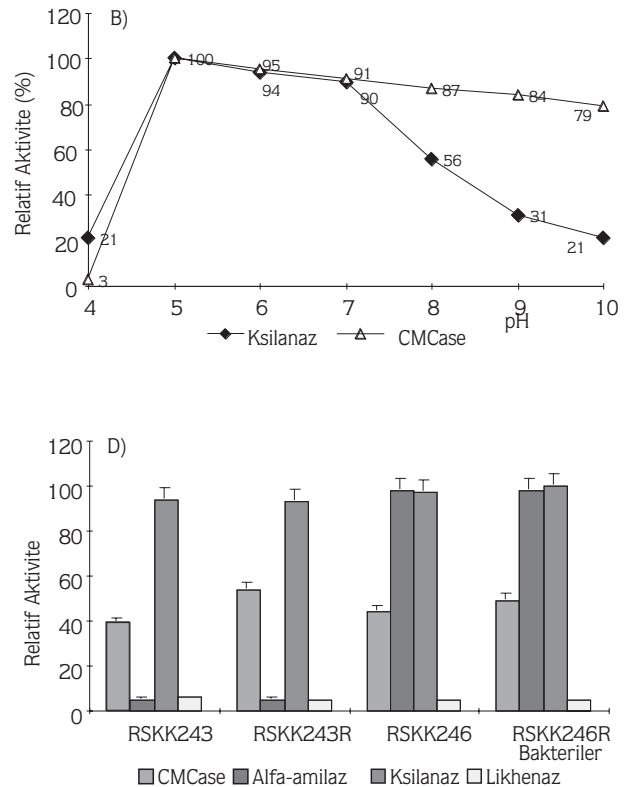 B)
Relatif Aktivite (%)
120
100
80
60
40
20
0
100
95
94
91
90
87
56
84
31
79
21
21
3
4 5 6 7 8 9 10
pH
Ksilanaz CMCase
D)
Relatif Aktivite
120
100
80
60
40
20
0
RSKK243 RSKK243R RSKK246 RSKK246R
Bakteriler
CMCase Alfa-amilaz Ksilanaz Likhenaz